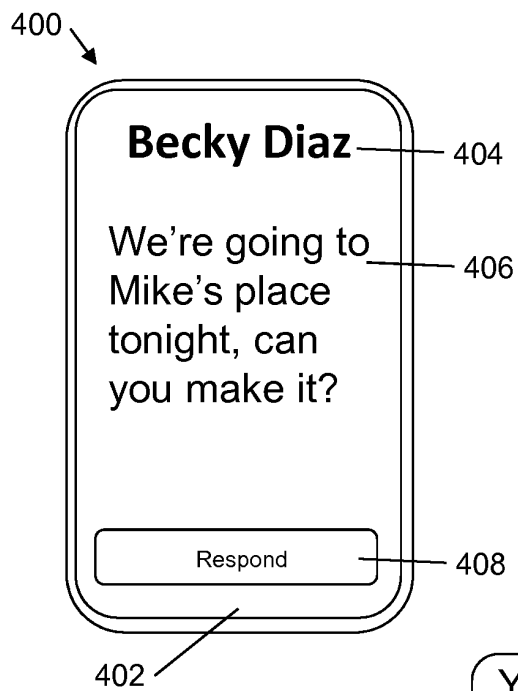 400
Becky Diaz
404
We're going to
Mike's place
tonight, can
you make it?
406
Respond
408
402
Y